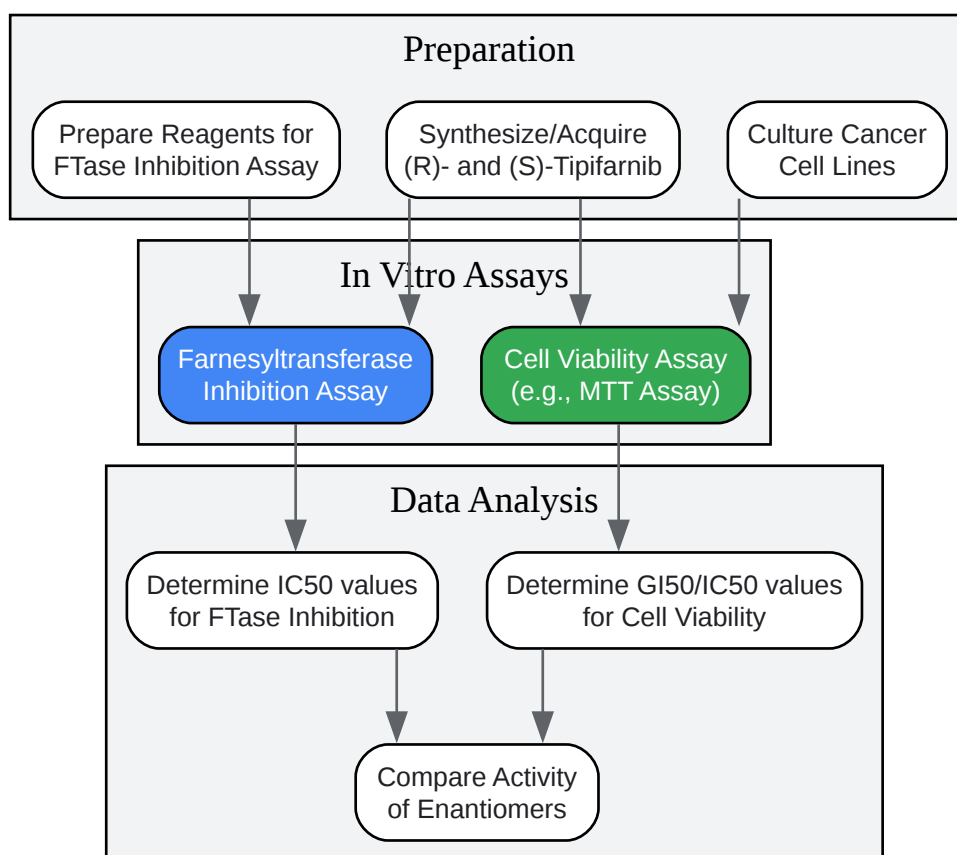 Preparation
Prepare Reagents for
FTase Inhibition Assay
Synthesize/Acquire
(R)- and (S)-Tipifarnib
Culture Cancer
Cell Lines
In Vitro Assays
Farnesyltransferase
Inhibition Assay
Cell Viability Assay
(e.g., MTT Assay)
Data Analysis
Determine IC50 values
for FTase Inhibition
Determine GI50/IC50 values
for Cell Viability
Compare Activity
of Enantiomers